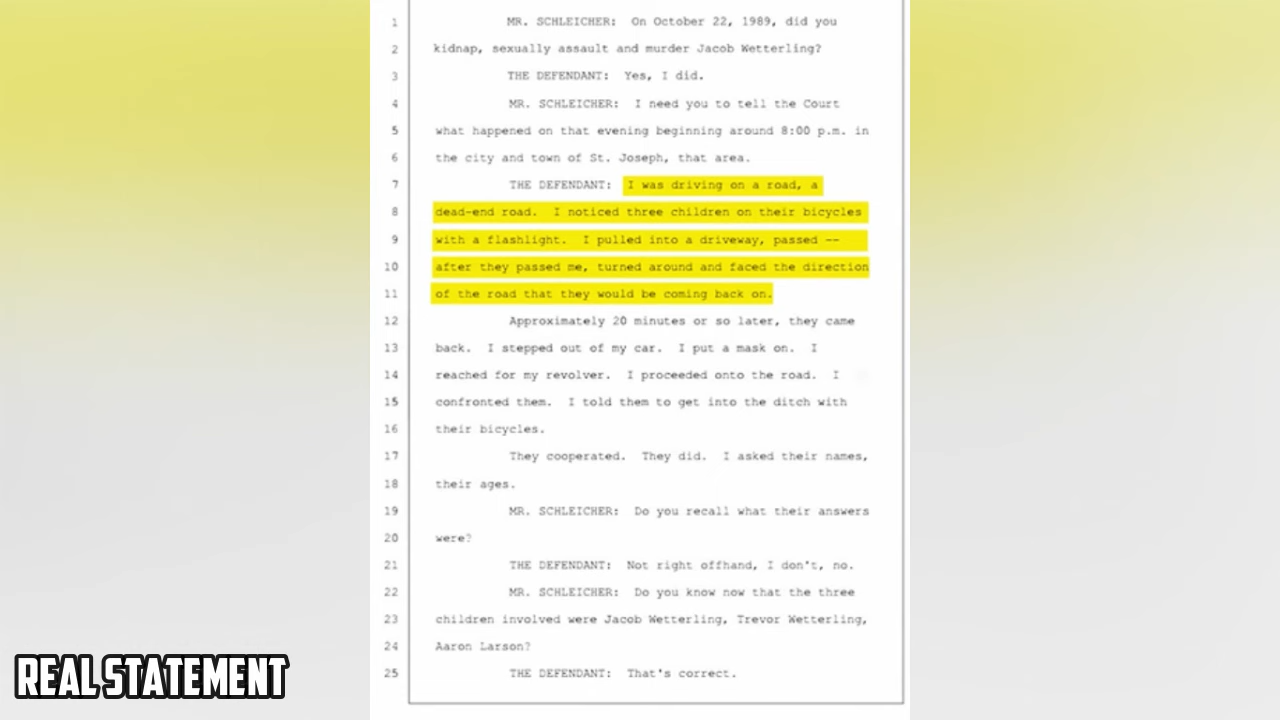 1 MR. SCHLEICHER: On October 22, 1989, did you
2 kidnap, sexually assault and murder Jacob Wetterling?
3 THE DEFENDANT: Yes, I did.
4 MR. SCHLEICHER: I need you to tell the Court
5 what happened on that evening beginning around 8:00 p.m. in
6 the city and town of St. Joseph, that area.
7 THE DEFENDANT: I was driving on a road, a
8 dead-end road. I noticed three children on their bicycles
9 with a flashlight. I pulled into a driveway, passed --
10 after they passed me, turned around and faced the direction
11 of the road that they would be coming back on.
12 Approximately 20 minutes or so later, they came
13 back. I stepped out of my car. I put a mask on. I
14 reached for my revolver. I proceeded onto the road. I
15 confronted them. I told them to get into the ditch with
16 their bicycles.
17 They cooperated. They did. I asked their names,
18 their ages.
19 MR. SCHLEICHER: Do you recall what their answers
20 were?
21 THE DEFENDANT: Not right offhand, I don't, no.
22 MR. SCHLEICHER: Do you know now that the three
23 children involved were Jacob Wetterling, Trevor Wetterling,
24 Aaron Larson?
25 THE DEFENDANT: That's correct.
REAL STATEMENT